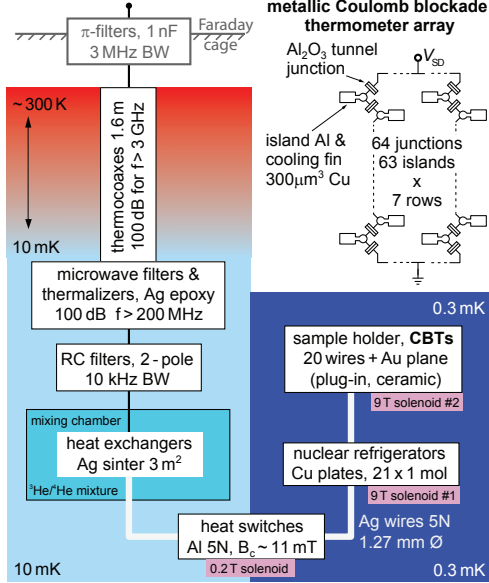 π-filters, 1 nF
3 MHz BW
Faraday
cage
~300 K
10 mK
thermocoaxes 1.6 m
100 dB for f > 3 GHz
microwave filters &
thermalizers, Ag epoxy
100 dB f > 200 MHz
RC filters, 2-pole
10 kHz BW
mixing chamber
heat exchangers
Ag sinter 3 m²
³He/⁴He mixture
heat switches
Al 5N, B_c ~ 11 mT
0.2 T solenoid
10 mK
metallic Coulomb blockade
thermometer array
Al₂O₃ tunnel
junction
V_SD
island Al &
cooling fin
300μm³ Cu
64 junctions
63 islands
x
7 rows
0.3 mK
sample holder, CBTs
20 wires + Au plane
(plug-in, ceramic)
9 T solenoid #2
nuclear refrigerators
Cu plates, 21 x 1 mol
9 T solenoid #1
Ag wires 5N
1.27 mm Ø
0.3 mK